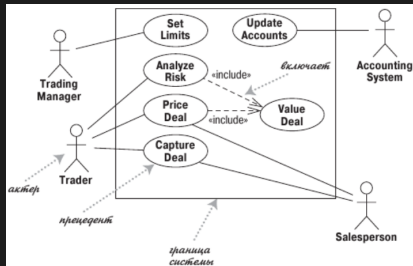 Set
Limits
Update
Accounts
Trading
Manager
Analyze
Risk
«include»
включает
Accounting
System
Price
Deal
«include»
Value
Deal
Capture
Deal
актер
Trader
прецедент
граница
системы
Salesperson